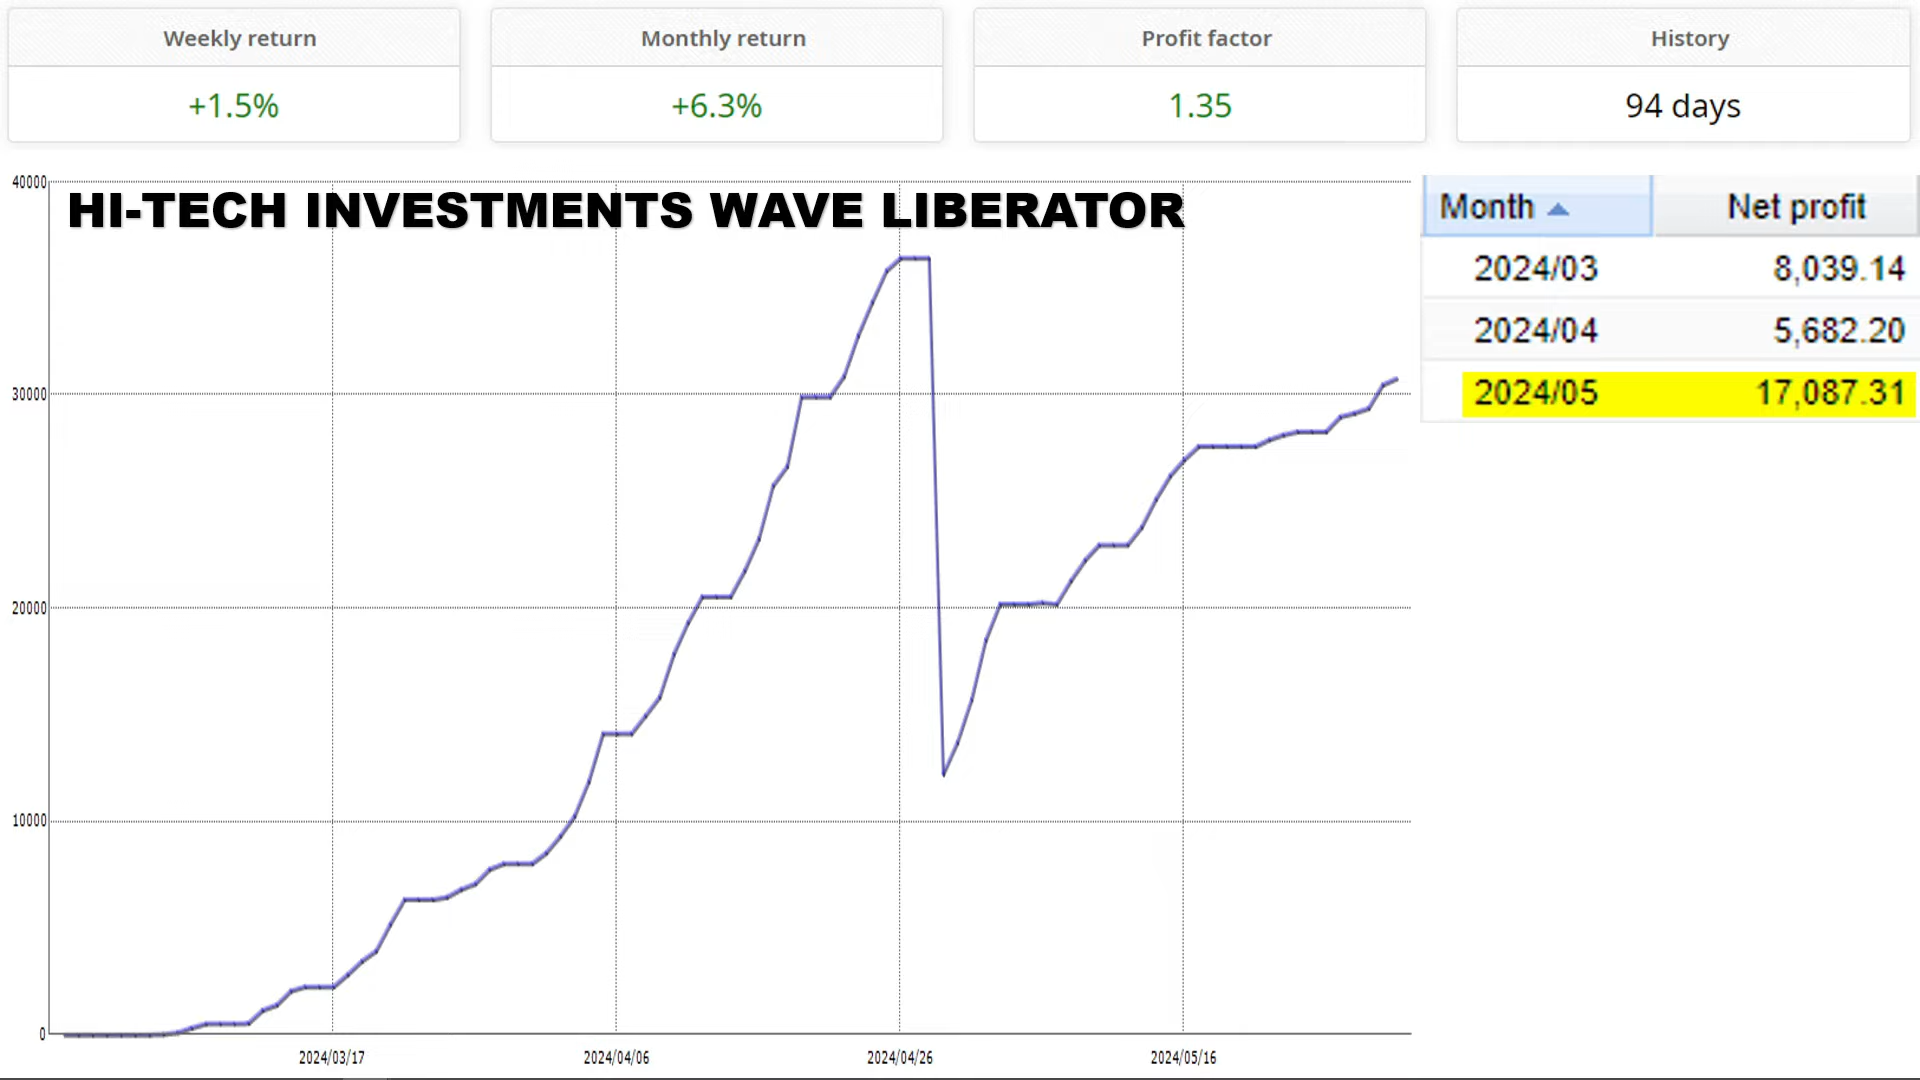 Weekly return
Monthly return
Profit factor
History
+1.5%
+6.3%
1.35
94 days
HI-TECH INVESTMENTS WAVE LIBERATOR
40000
30000
20000
10000
0
2024/03/17
2024/04/06
2024/04/26
2024/05/16
Month Net profit
2024/03 8,039.14
2024/04 5,682.20
2024/05 17,087.31